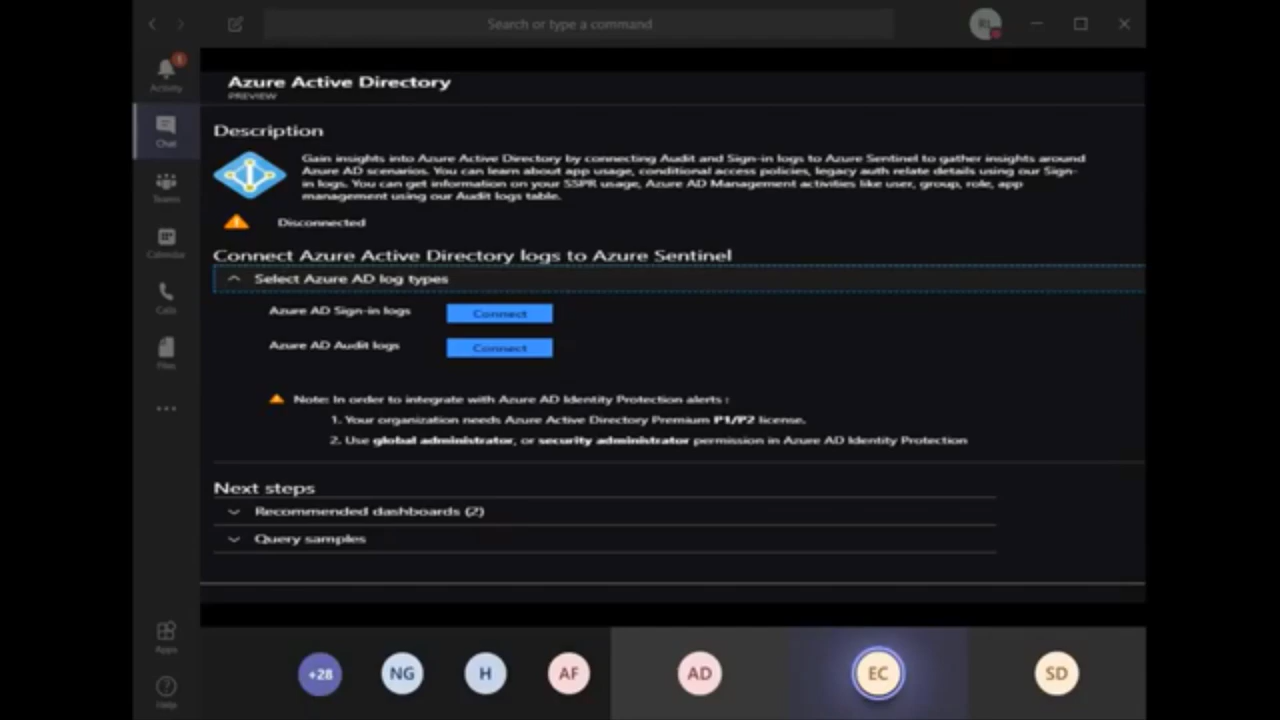 Search or type a command
RL
1
Activity
Chat
Teams
Calendar
Calls
Files
Azure Active Directory
PREVIEW
Description
Gain insights into Azure Active Directory by connecting Audit and Sign-in logs to Azure Sentinel to gather insights around
Azure AD scenarios. You can learn about app usage, conditional access policies, legacy auth relate details using our Sign-
in logs. You can get information on your SSPR usage, Azure AD Management activities like user, group, role, app
management using our Audit logs table.
Disconnected
Connect Azure Active Directory logs to Azure Sentinel
Select Azure AD log types
Azure AD Sign-in logs Connect
Azure AD Audit logs Connect
Note: In order to integrate with Azure AD Identity Protection alerts :
1. Your organization needs Azure Active Directory Premium P1/P2 license.
2. Use global administrator, or security administrator permission in Azure AD Identity Protection
Next steps
Recommended dashboards (2)
Query samples
Apps
Help
+28 NG H AF AD EC SD